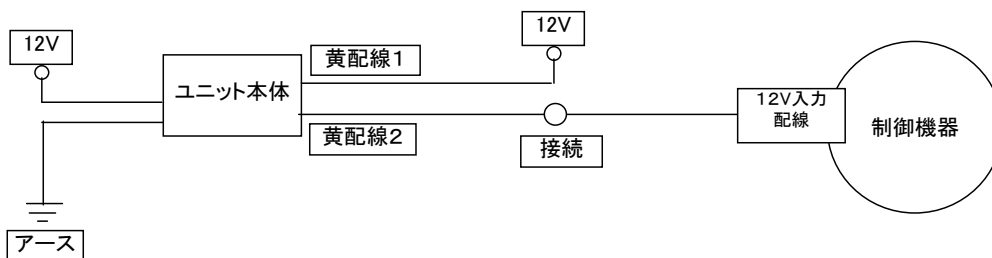 12V
ユニット本体
黄配線1
黄配線2
12V
接続
12V入力
配線
制御機器
アース